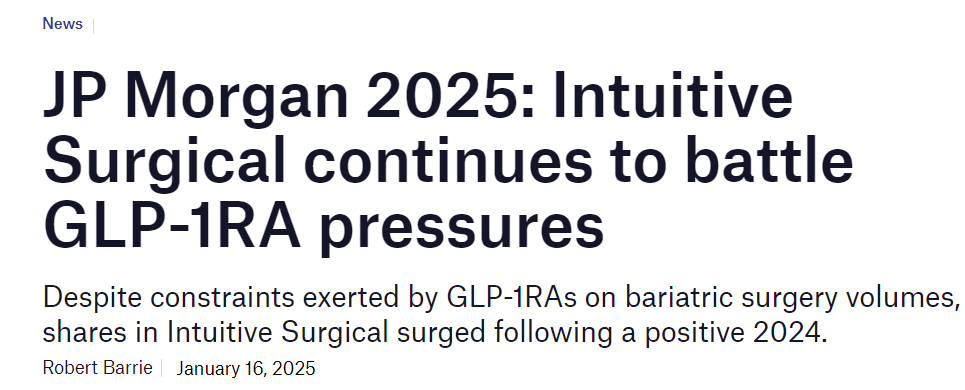 News
JP Morgan 2025: Intuitive
Surgical continues to battle
GLP-1RA pressures
Despite constraints exerted by GLP-1RAs on bariatric surgery volumes,
shares in Intuitive Surgical surged following a positive 2024.
Robert Barrie January 16, 2025